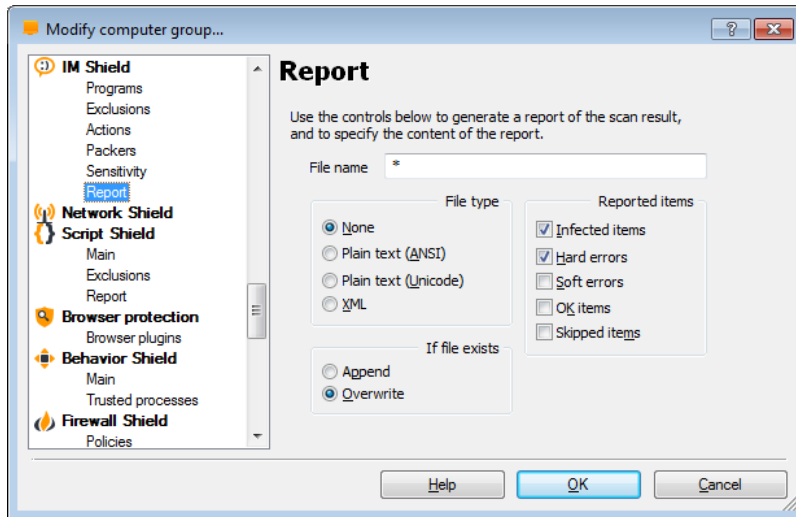 Modify computer group...
IM Shield
Programs
Exclusions
Actions
Packers
Sensitivity
Report
Network Shield
Script Shield
Main
Exclusions
Report
Browser protection
Browser plugins
Behavior Shield
Main
Trusted processes
Firewall Shield
Policies
Report
Use the controls below to generate a report of the scan result,
and to specify the content of the report.
File name *
File type
None
Plain text (ANSI)
Plain text (Unicode)
XML
If file exists
Append
Overwrite
Reported items
Infected items
Hard errors
Soft errors
OK items
Skipped items
Help OK Cancel